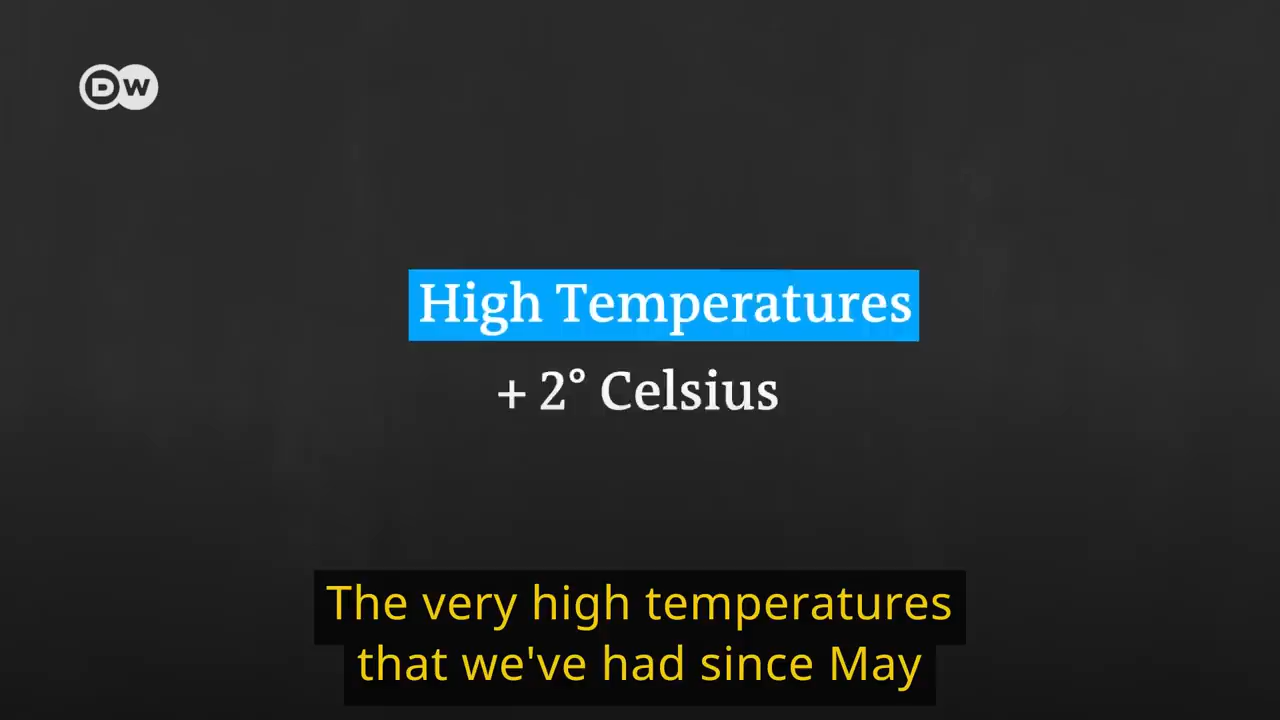 DW
High Temperatures
+ 2° Celsius
The very high temperatures
that we've had since May